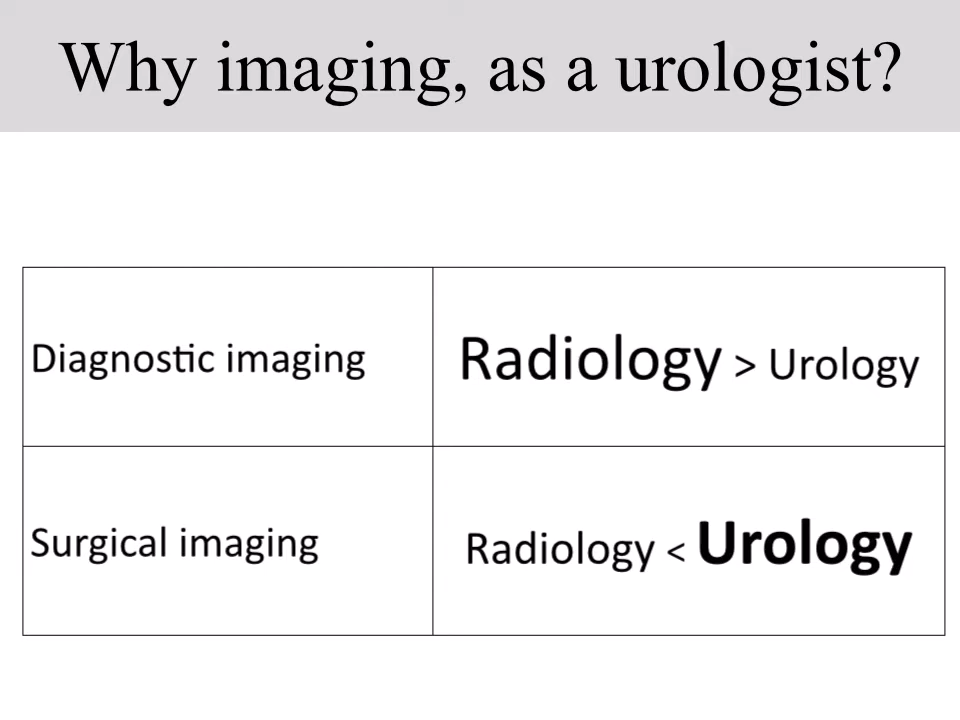 Why imaging, as a urologist?
Diagnostic imaging
Radiology > Urology
Surgical imaging
Radiology < Urology